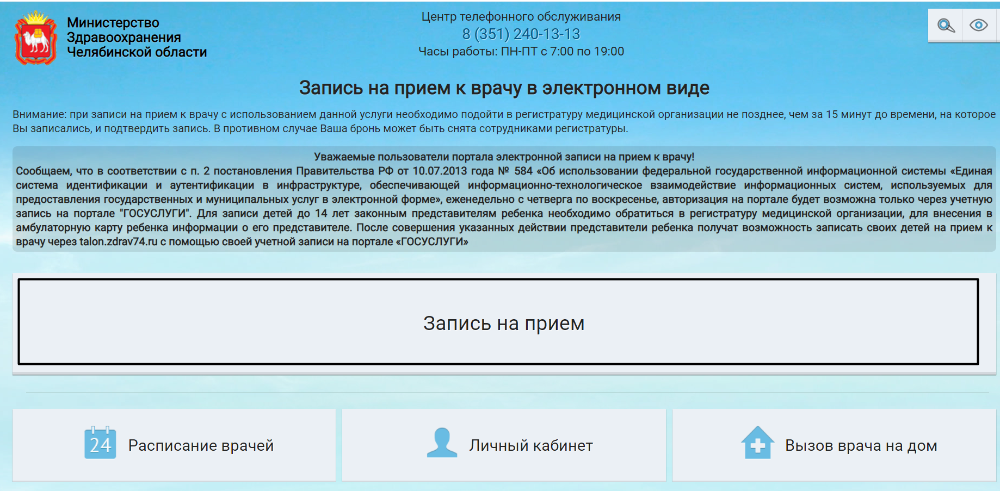 Министерство
Здравоохранения
Челябинской области
Центр телефонного обслуживания
8 (351) 240-13-13
Часы работы: ПН-ПТ с 7:00 по 19:00
Запись на прием к врачу в электронном виде
Внимание: при записи на прием к врачу с использованием данной услуги необходимо подойти в регистратуру медицинской организации не позднее, чем за 15 минут до времени, на которое
Вы записались, и подтвердить запись. В противном случае Ваша бронь может быть снята сотрудниками регистратуры.
Уважаемые пользователи портала электронной записи на прием к врачу!
Сообщаем, что в соответствии с п. 2 постановления Правительства РФ от 10.07.2013 года № 584 «Об использовании федеральной государственной информационной системы «Единая
система идентификации и аутентификации в инфраструктуре, обеспечивающей информационно-технологическое взаимодействие информационных систем, используемых для
предоставления государственных и муниципальных услуг в электронной форме», еженедельно с четверга по воскресенье, авторизация на портале будет возможна только через учетную
запись на портале "ГОСУСЛУГИ". Для записи детей до 14 лет законным представителям ребенка необходимо обратиться в регистратуру медицинской организации, для внесения в
амбулаторную карту ребенка информации о его представителе. После совершения указанных действии представители ребенка получат возможность записать своих детей на прием к
врачу через talon.zdrav74.ru с помощью своей учетной записи на портале «ГОСУСЛУГИ»
Запись на прием
24 Расписание врачей
Личный кабинет
Вызов врача на дом